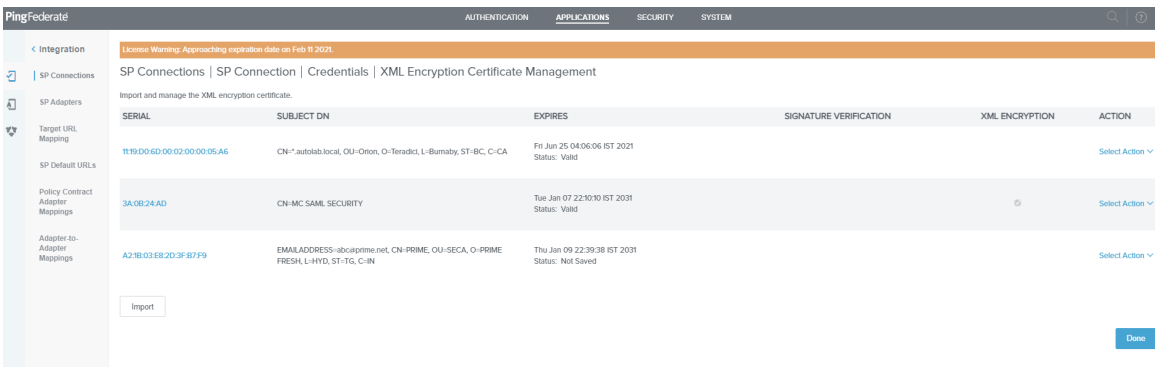 PingFederate
AUTHENTICATION APPLICATIONS SECURITY SYSTEM
Integration
SP Connections
SP Adapters
Target URL
Mapping
SP Default URLs
Policy Contract
Adapter
Mappings
Adapter-to-
Adapter
Mappings
License Warning: Approaching expiration date on Feb 11 2021.
SP Connections | SP Connection | Credentials | XML Encryption Certificate Management
Import and manage the XML encryption certificate.
SERIAL SUBJECT DN EXPIRES SIGNATURE VERIFICATION XML ENCRYPTION ACTION
11:19:D0:6D:00:02:00:00:05:A6 CN=*.autolab.local, OU=Orion, O=Teradici, L=Burnaby, ST=BC, C=CA Fri Jun 25 04:06:06 IST 2021 Select Action
Status: Valid
3A:0B:24:AD CN=MC SAML SECURITY Tue Jan 07 22:10:10 IST 2031 Select Action
Status: Valid
A2:1B:03:E8:2D:3F:B7:F9 EMAILADDRESS=abc@prime.net, CN=PRIME, OU=SECA, O=PRIME Thu Jan 09 22:39:38 IST 2031 Select Action
FRESH, L=HYD, ST=TG, C=IN Status: Not Saved
Import
Done